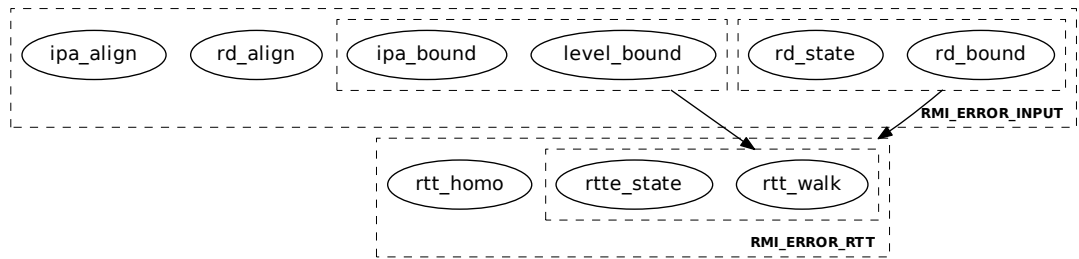 ipa_align rd_align ipa_bound level_bound rd_state rd_bound
RMI_ERROR_INPUT
rtt_homo rtte_state rtt_walk
RMI_ERROR_RTT